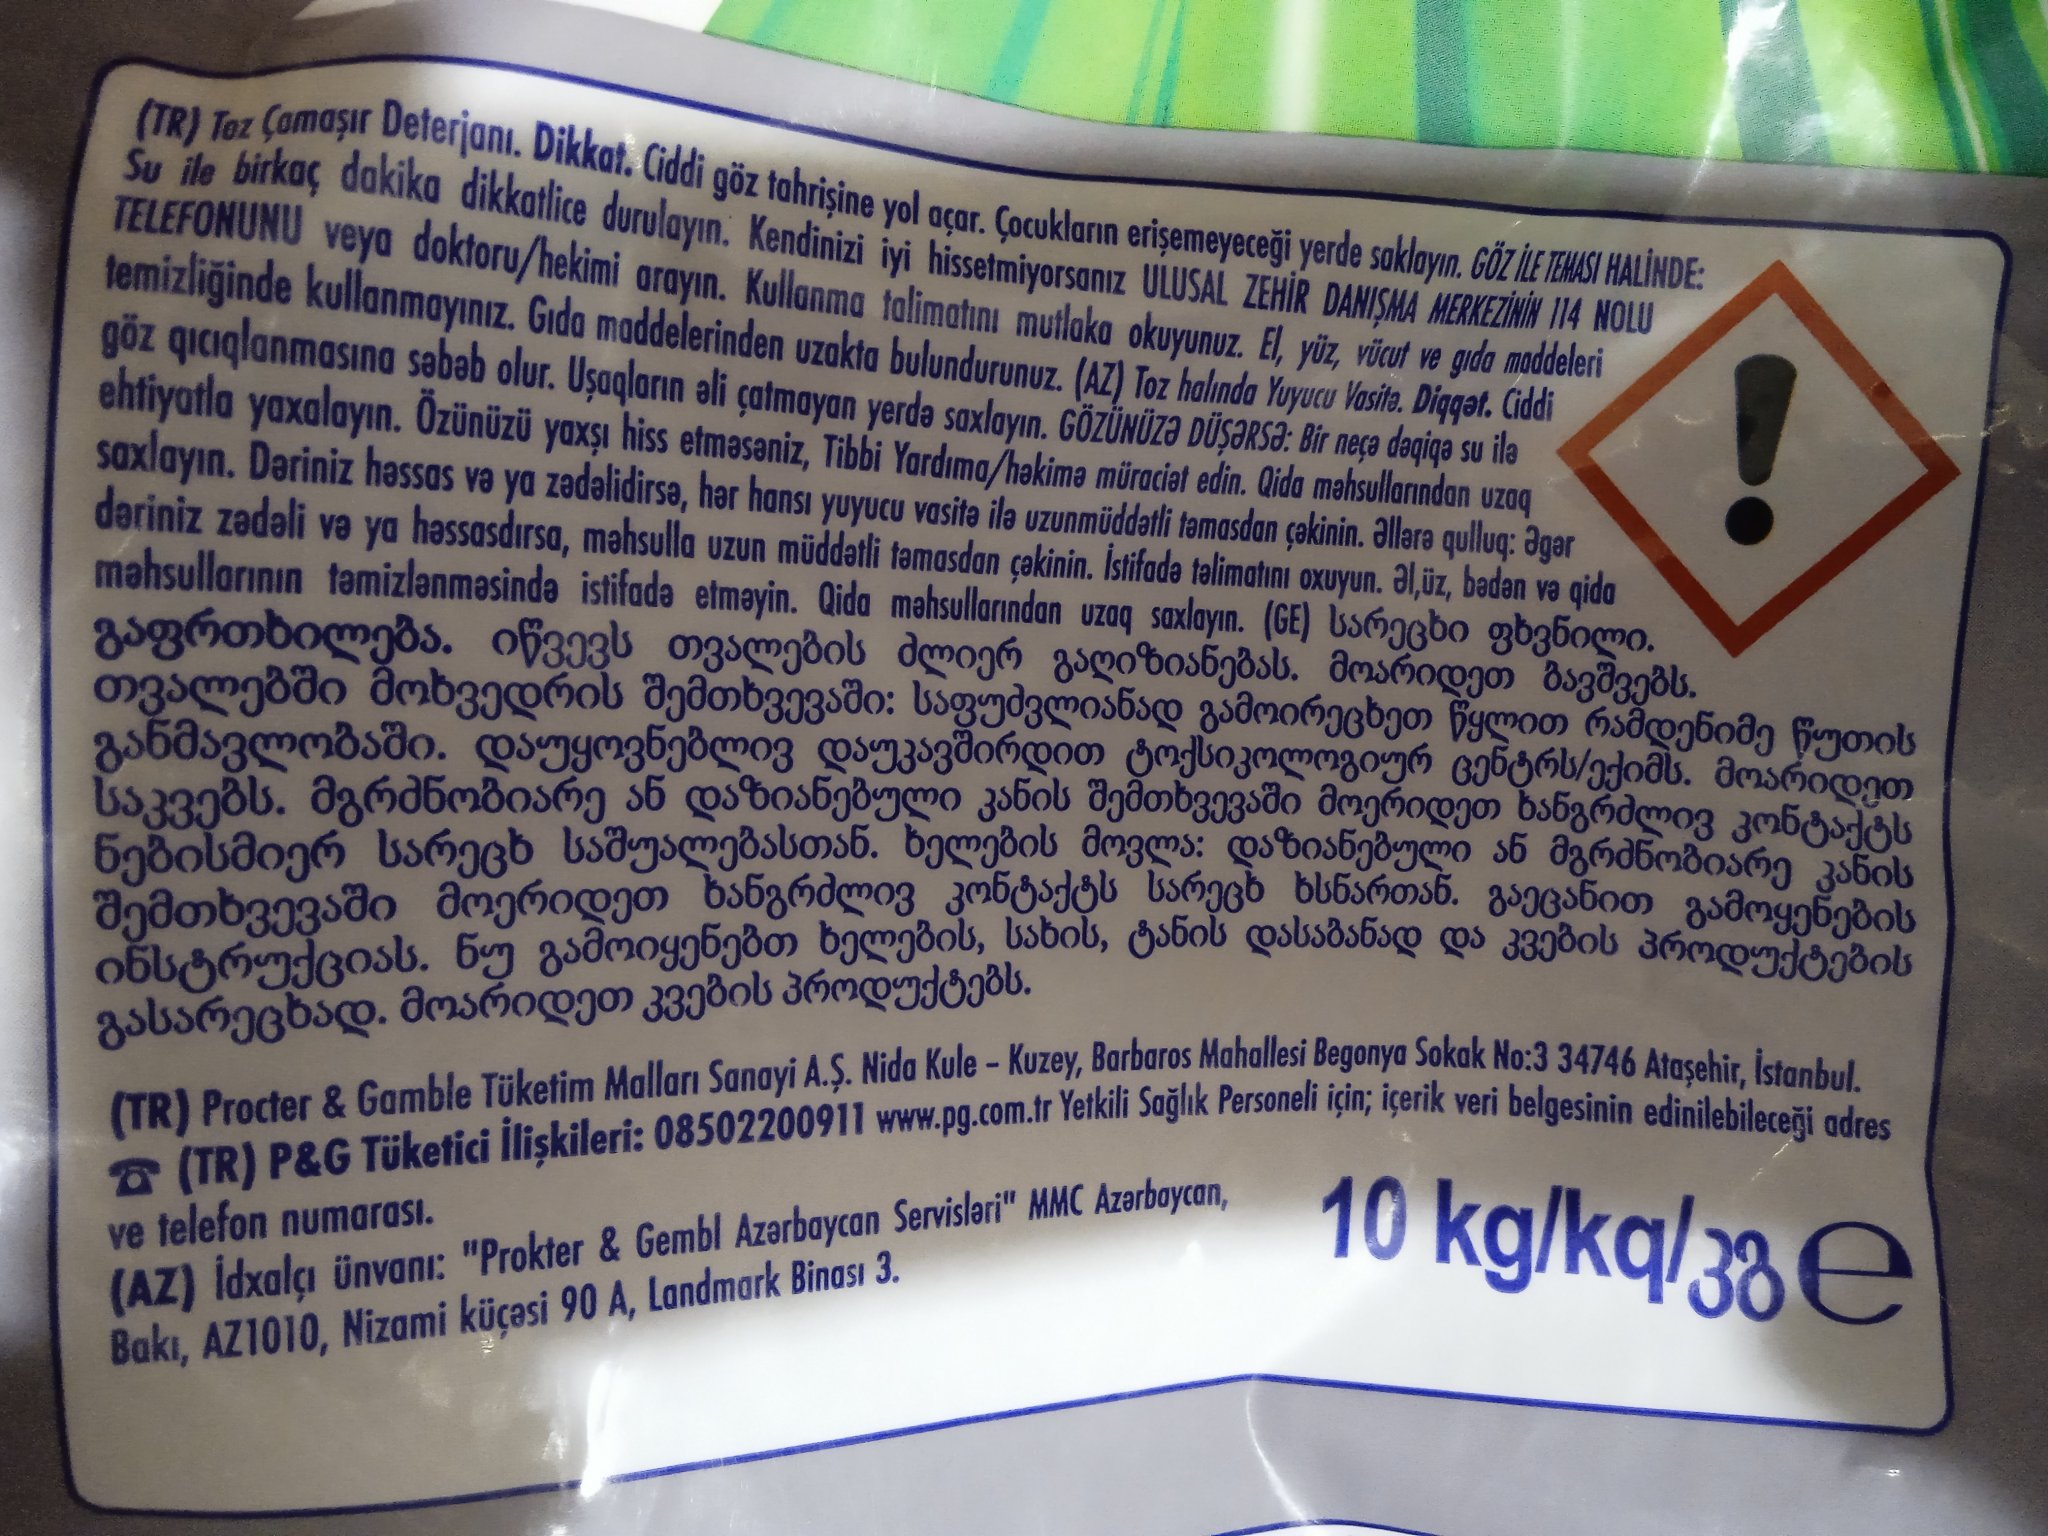 (TR) Toz Çamaşır Deterjanı. Dikkat. Ciddi göz tahrişine yol açar. Çocukların erişemeyeceği yerde saklayın. GÖZ İLE TEMASI HALİNDE:
Su ile birkaç dakika dikkatlice durulayın. Kendinizi iyi hissetmiyorsanız ULUSAL ZEHİR DANIŞMA MERKEZİNİN 114 NOLU
TELEFONUNU veya doktoru/hekimi arayın. Kullanma talimatını mutlaka okuyunuz. El, yüz, vücut ve gıda maddeleri
temizliğinde kullanmayınız. Gıda maddelerinden uzakta bulundurunuz. (AZ) Toz halında Yuyucu Vasitə. Diqqət. Ciddi
göz qıcıqlanmasına səbəb olur. Uşaqların əli çatmayan yerdə saxlayın. GÖZÜNÜZƏ DÜŞƏRSƏ: Bir neçə dəqiqə su ilə
ehtiyatla yaxalayın. Özünüzü yaxşı hiss etməsəniz, Tibbi Yardıma/həkimə müraciət edin. Qida məhsullarından uzaq
saxlayın. Dəriniz həssas və ya zədəlidirsə, hər hansı yuyucu vasitə ilə uzunmüddətli təmasdan çəkinin. Əllərə qulluq: Əgər
dəriniz zədəli və ya həssasdırsa, məhsulla uzun müddətli təmasdan çəkinin. İstifadə təlimatını oxuyun. Əl,üz, bədən və qida
məhsullarının təmizlənməsində istifadə etməyin. Qida məhsullarından uzaq saxlayın. (GE) სარეცხი ფხვნილი.
გაფრთხილება. იწვევს თვალების ძლიერ გაღიზიანებას. მოარიდეთ ბავშვებს.
თვალებში მოხვედრის შემთხვევაში: საფუძვლიანად გამოირეცხეთ წყლით რამდენიმე წუთის
განმავლობაში. დაუყოვნებლივ დაუკავშირდით ტოქსიკოლოგიურ ცენტრს/ექიმს. მოარიდეთ
საკვებს. მგრძნობიარე ან დაზიანებული კანის შემთხვევაში მოერიდეთ ხანგრძლივ კონტაქტს
ნებისმიერ სარეცხ საშუალებასთან. ხელების მოვლა: დაზიანებული ან მგრძნობიარე კანის
შემთხვევაში მოერიდეთ ხანგრძლივ კონტაქტს სარეცხ ხსნართან. გაეცანით გამოყენების
ინსტრუქციას. ნუ გამოიყენებთ ხელების, სახის, ტანის დასაბანად და კვების პროდუქტების
გასარეცხად. მოარიდეთ კვების პროდუქტებს.
(TR) Procter & Gamble Tüketim Malları Sanayi A.Ş. Nida Kule – Kuzey, Barbaros Mahallesi Begonya Sokak No:3 34746 Ataşehir, İstanbul.
☎ (TR) P&G Tüketici İlişkileri: 08502200911 www.pg.com.tr Yetkili Sağlık Personeli için; içerik veri belgesinin edinilebileceği adres
ve telefon numarası.
(AZ) İdxalçı ünvanı: "Prokter & Gembl Azərbaycan Servisləri" MMC Azərbaycan,
Bakı, AZ1010, Nizami küçəsi 90 A, Landmark Binası 3.
10 kg/kq/კგ ℮